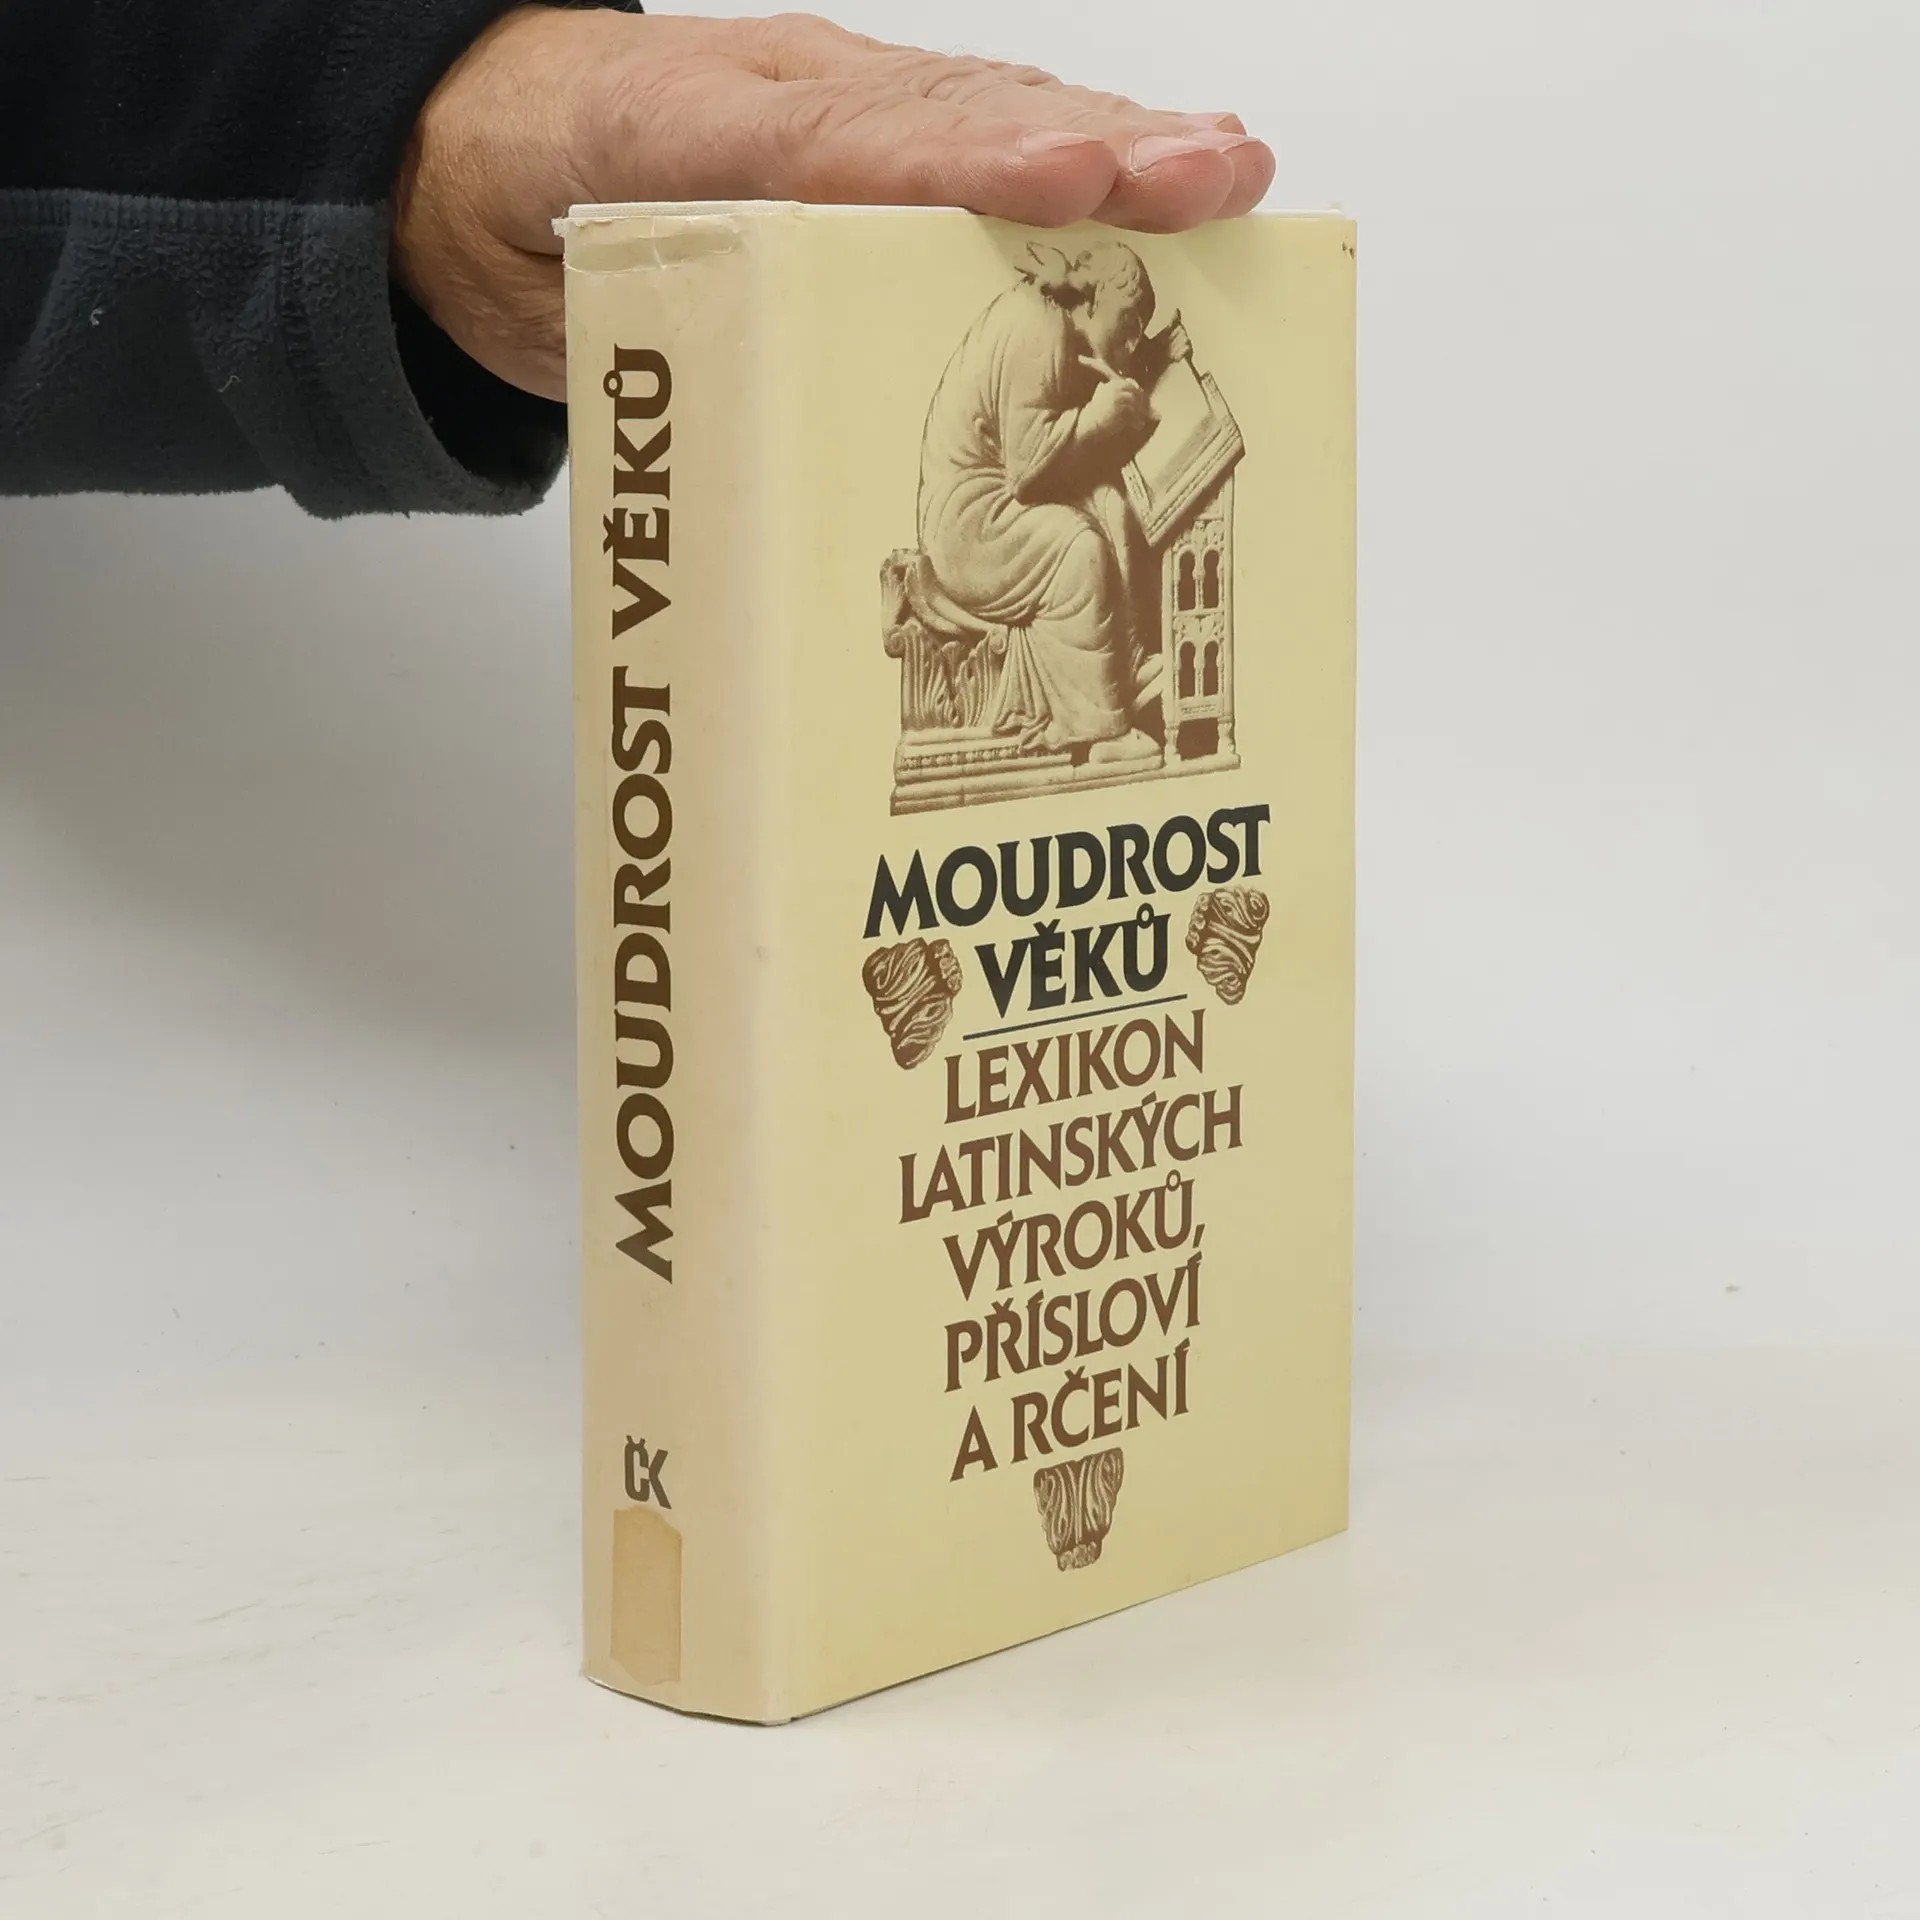 MOUDROST VĚKŮ
ČK
MOUDROST
VĚKŮ
LEXIKON
LATINSKÝCH
VÝROKŮ,
PŘÍSLOVÍ
A RČENÍ